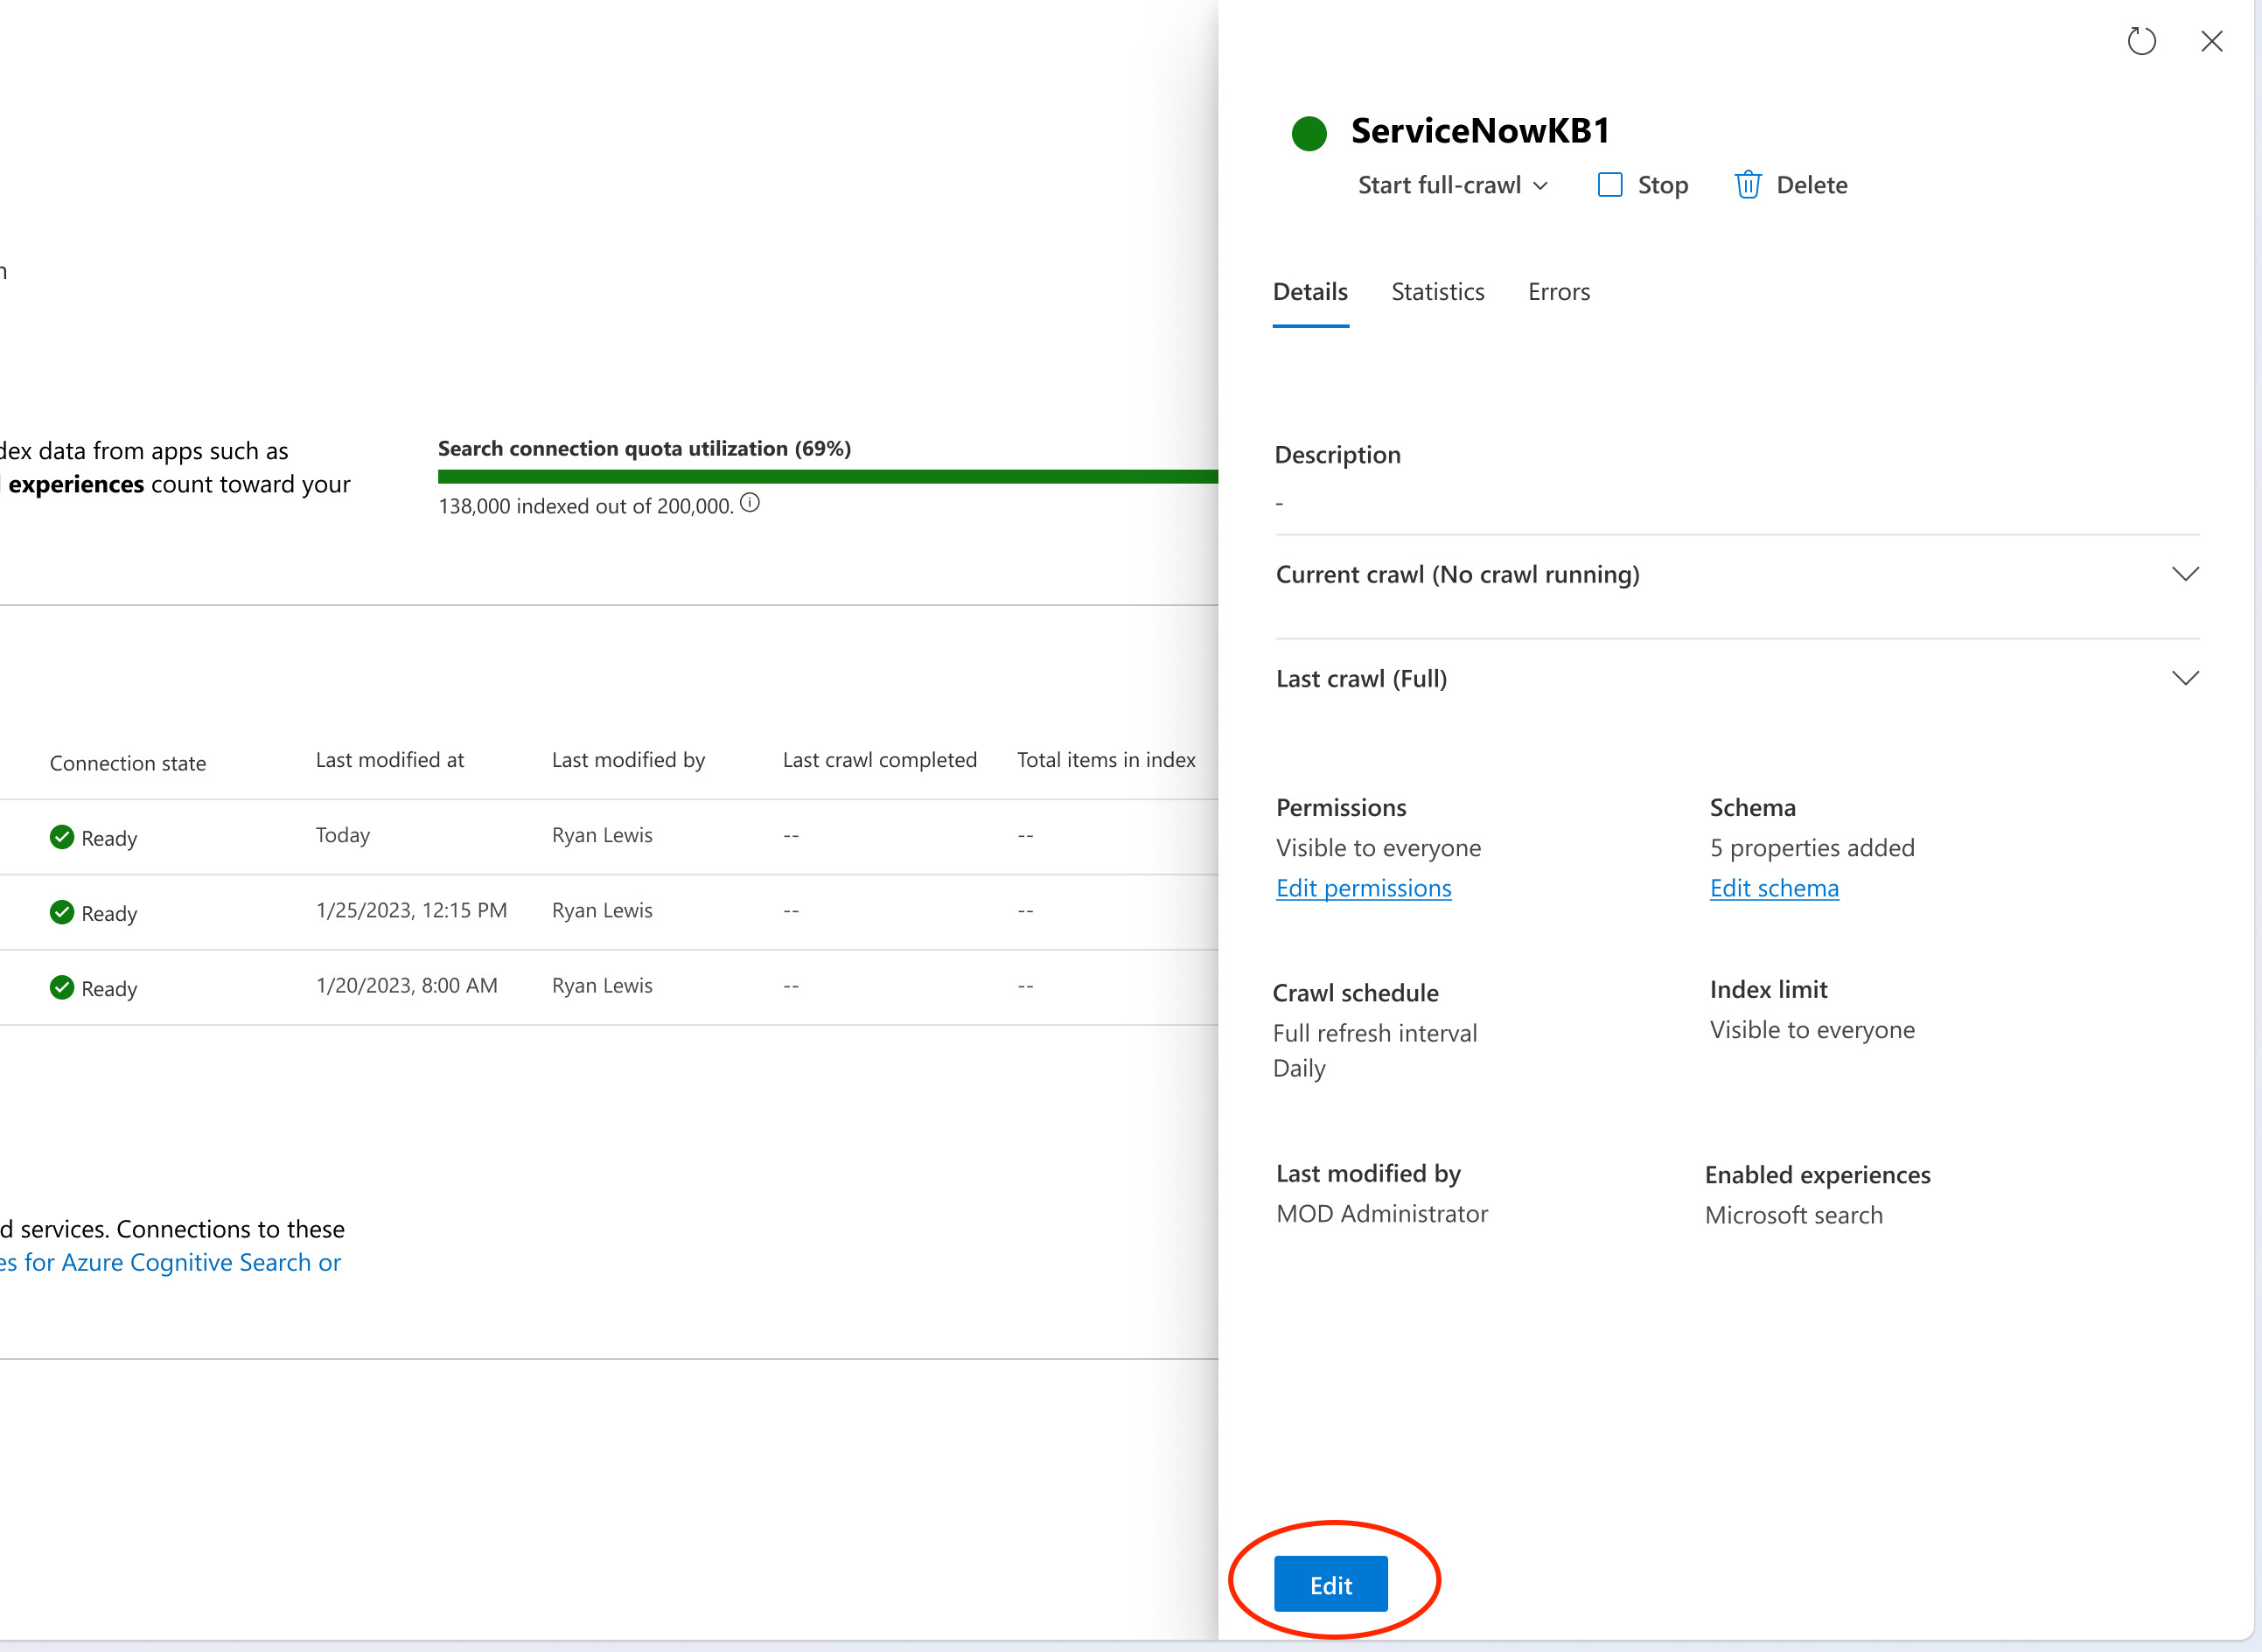 ServiceNowKB1
Start full-crawl
Stop
Delete
Details
Statistics
Errors
Description
-
Current crawl (No crawl running)
Last crawl (Full)
Permissions
Visible to everyone
Edit permissions
Schema
5 properties added
Edit schema
Crawl schedule
Full refresh interval
Daily
Index limit
Visible to everyone
Last modified by
MOD Administrator
Enabled experiences
Microsoft search
Edit
data from apps such as
experiences count toward your
Search connection quota utilization (69%)
138,000 indexed out of 200,000.
Connection state Last modified at Last modified by Last crawl completed Total items in index
Ready Today Ryan Lewis -- --
Ready 1/25/2023, 12:15 PM Ryan Lewis -- --
Ready 1/20/2023, 8:00 AM Ryan Lewis -- --
services. Connections to these
for Azure Cognitive Search or